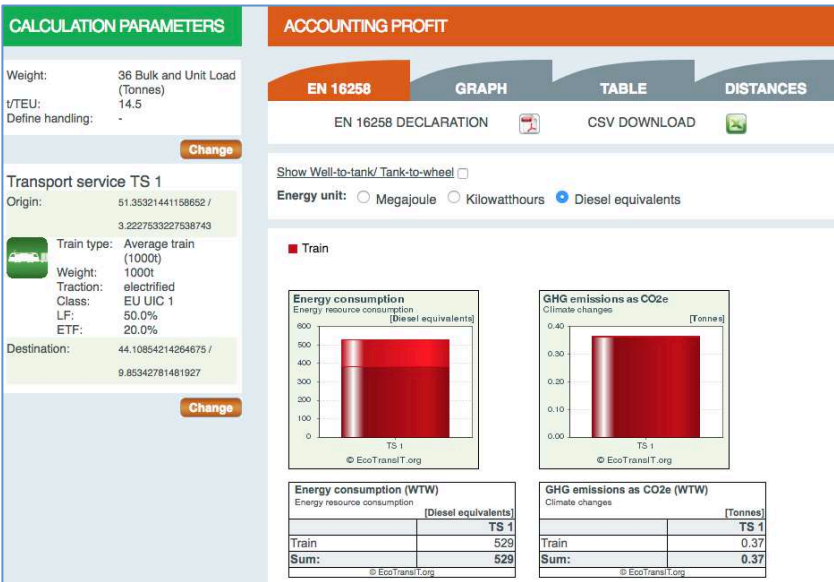 CALCULATION PARAMETERS
Weight: 36 Bulk and Unit Load
(Tonnes)
t/TEU: 14.5
Define handling: -
Change
Transport service TS 1
Origin: 51.35321441158652 /
3.2227533227538743
Train type: Average train
(1000t)
Weight: 1000t
Traction: electrified
Class: EU UIC 1
LF: 50.0%
ETF: 20.0%
Destination: 44.10854214264675 /
9.85342781481927
Change
ACCOUNTING PROFIT
EN 16258 GRAPH TABLE DISTANCES
EN 16258 DECLARATION CSV DOWNLOAD
Show Well-to-tank/ Tank-to-wheel
Energy unit: Megajoule Kilowatthours Diesel equivalents
Train
Energy consumption
Energy resource consumption
[Diesel equivalents]
600
500
400
300
200
100
0
TS 1
© EcoTransIT.org
GHG emissions as CO2e
Climate changes
[Tonnes]
0.40
0.30
0.20
0.10
0.00
TS 1
© EcoTransIT.org
Energy consumption (WTW)
Energy resource consumption
[Diesel equivalents]
TS 1
Train 529
Sum: 529
© EcoTransIT.org
GHG emissions as CO2e (WTW)
Climate changes
[Tonnes]
TS 1
Train 0.37
Sum: 0.37
© EcoTransIT.org